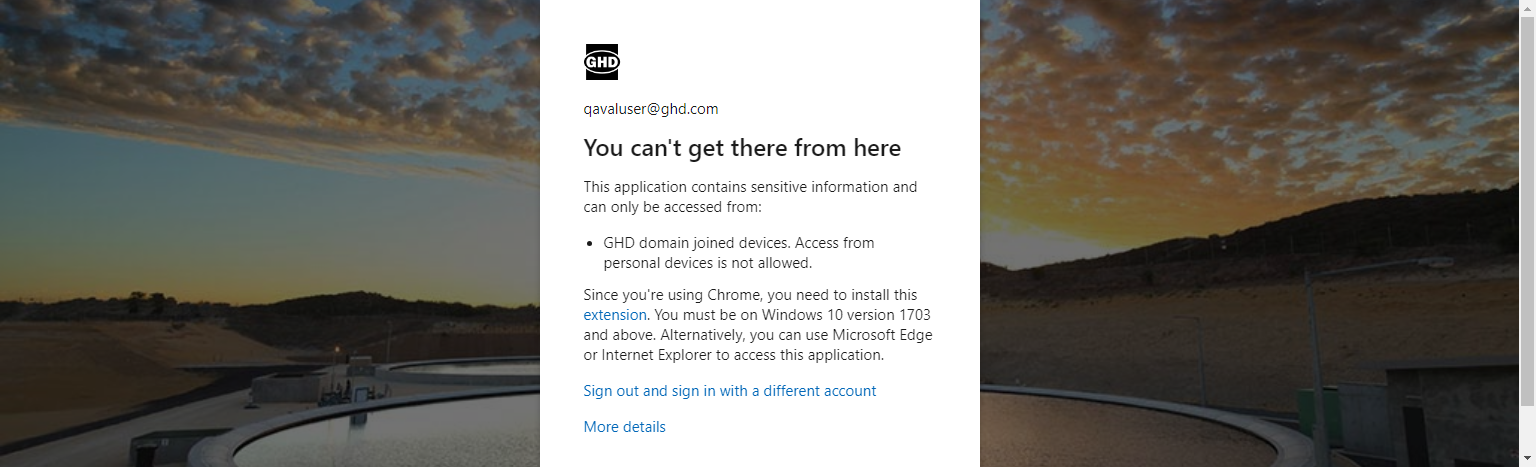 GHD
qavaluser@ghd.com
You can't get there from here
This application contains sensitive information and
can only be accessed from:
• GHD domain joined devices. Access from
personal devices is not allowed.
Since you're using Chrome, you need to install this
extension. You must be on Windows 10 version 1703
and above. Alternatively, you can use Microsoft Edge
or Internet Explorer to access this application.
Sign out and sign in with a different account
More details